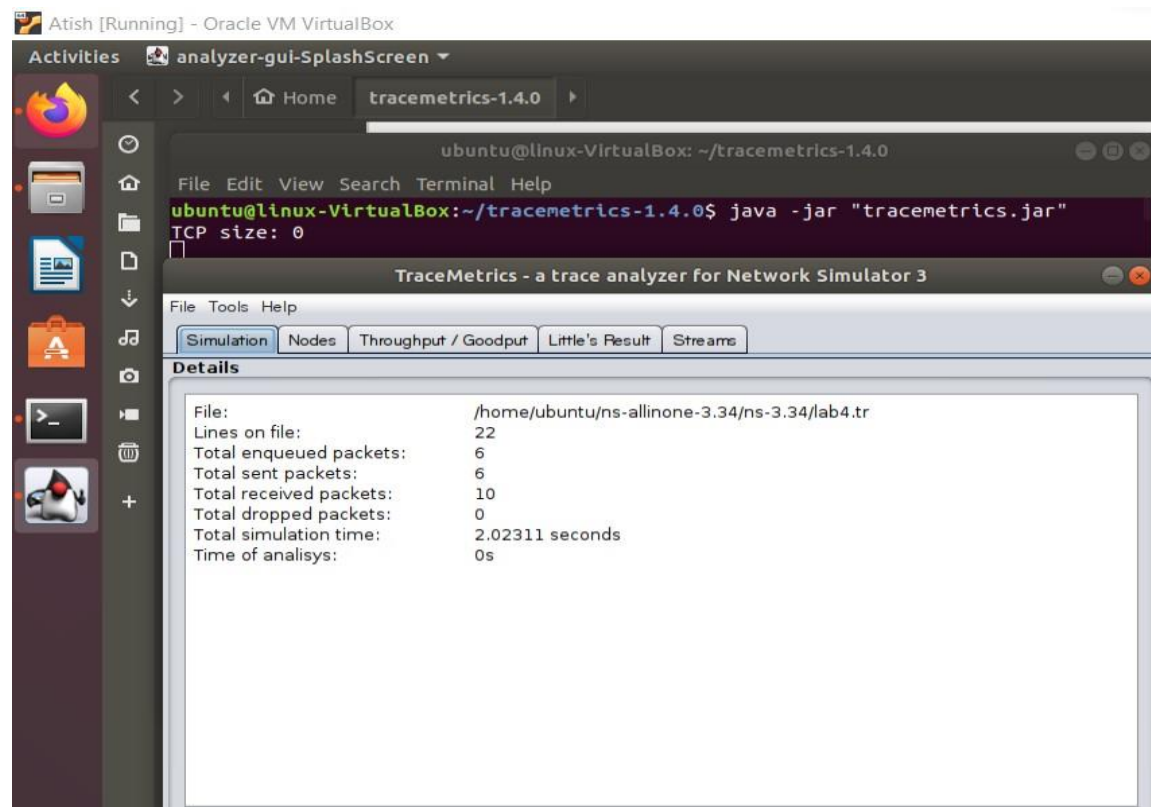 Atish [Running] - Oracle VM VirtualBox
Activities analyzer-gui-SplashScreen
Home tracemetrics-1.4.0
ubuntu@linux-VirtualBox: ~/tracemetrics-1.4.0
File Edit View Search Terminal Help
ubuntu@linux-VirtualBox:~/tracemetrics-1.4.0$ java -jar "tracemetrics.jar"
TCP size: 0
TraceMetrics - a trace analyzer for Network Simulator 3
File Tools Help
Simulation Nodes Throughput / Goodput Little's Result Streams
Details
File: /home/ubuntu/ns-allinone-3.34/ns-3.34/lab4.tr
Lines on file: 22
Total enqueued packets: 6
Total sent packets: 6
Total received packets: 10
Total dropped packets: 0
Total simulation time: 2.02311 seconds
Time of analisys: 0s